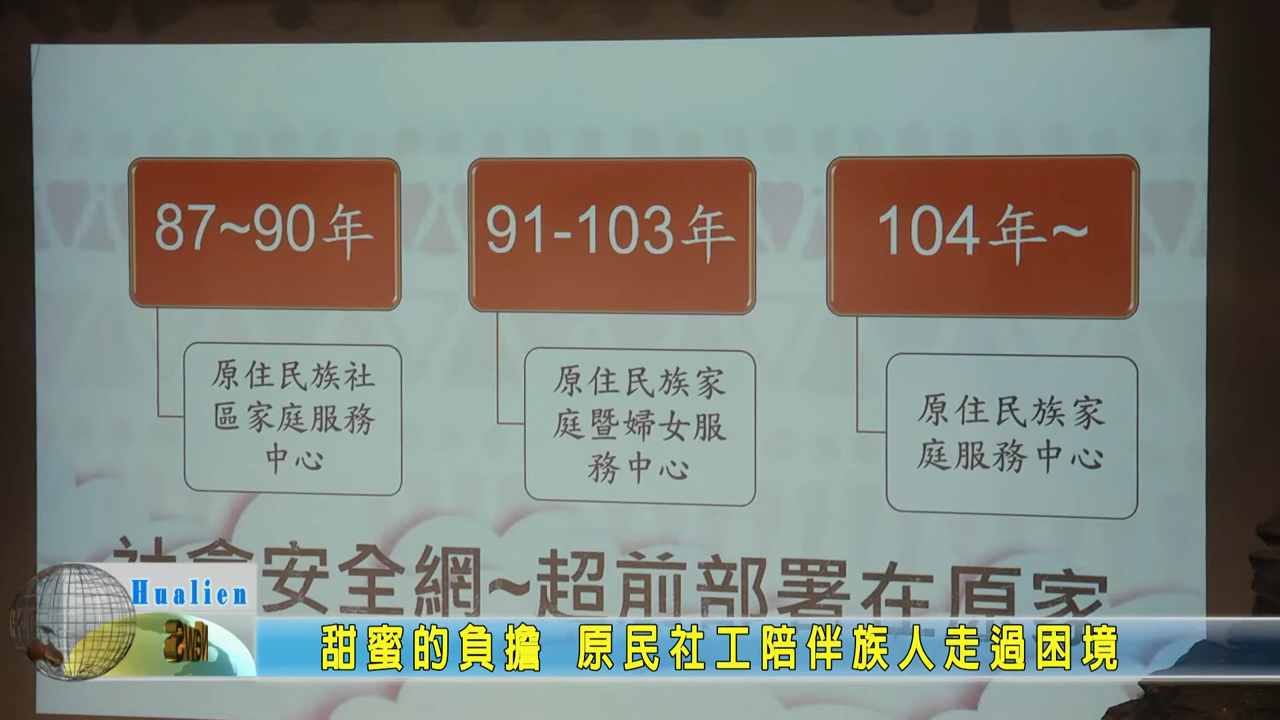 87~90年
91-103年
104年~
原住民族社
區家庭服務
中心
原住民族家
庭暨婦女服
務中心
原住民族家
庭服務中心
社會安全網~超前部署在原家
Hualien
NEWS
甜蜜的負擔 原民社工陪伴族人走過困境